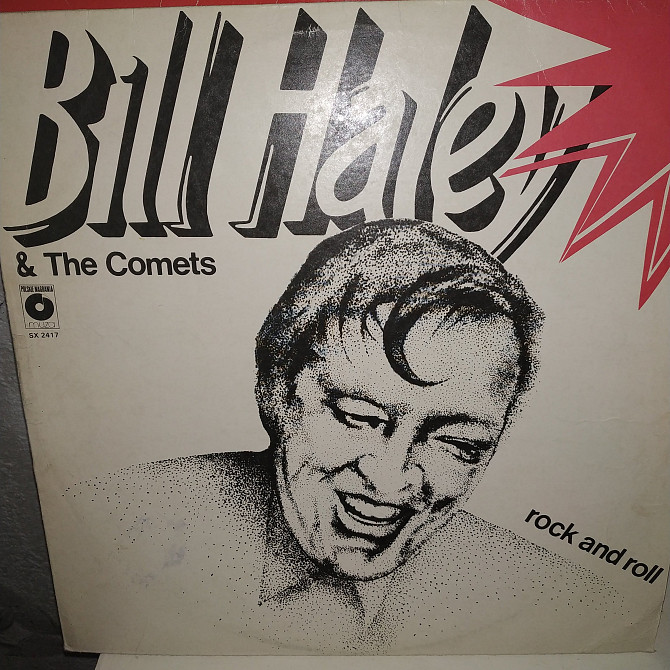 Bill Haley
& The Comets
POLSKIE NAGRANIA
muza
SX 2417
rock and roll